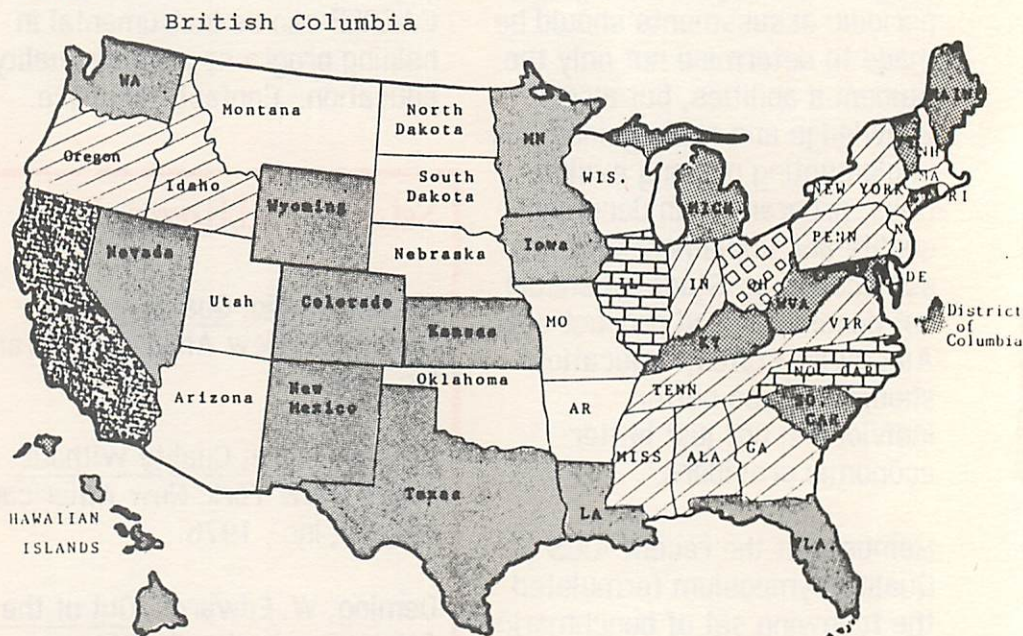 British Columbia
WA
Montana
North
Dakota
MN
MAINE
Oregon
Idaho
South
Dakota
WIS.
MICH
NEW YORK
NH
MA
RI
Wyoming
Nevada
Nebraska
Iowa
PENN
N
J
DE
Utah
Colorado
Kansas
MO
IL
IN
OH
WVA
VIR
KY
District
of
Columbia
Arizona
New
Mexico
Oklahoma
AR
TENN
NO CAR
SO.
CAR
MISS
ALA
GA
Texas
LA
FLA.
HAWAIIAN
ISLANDS